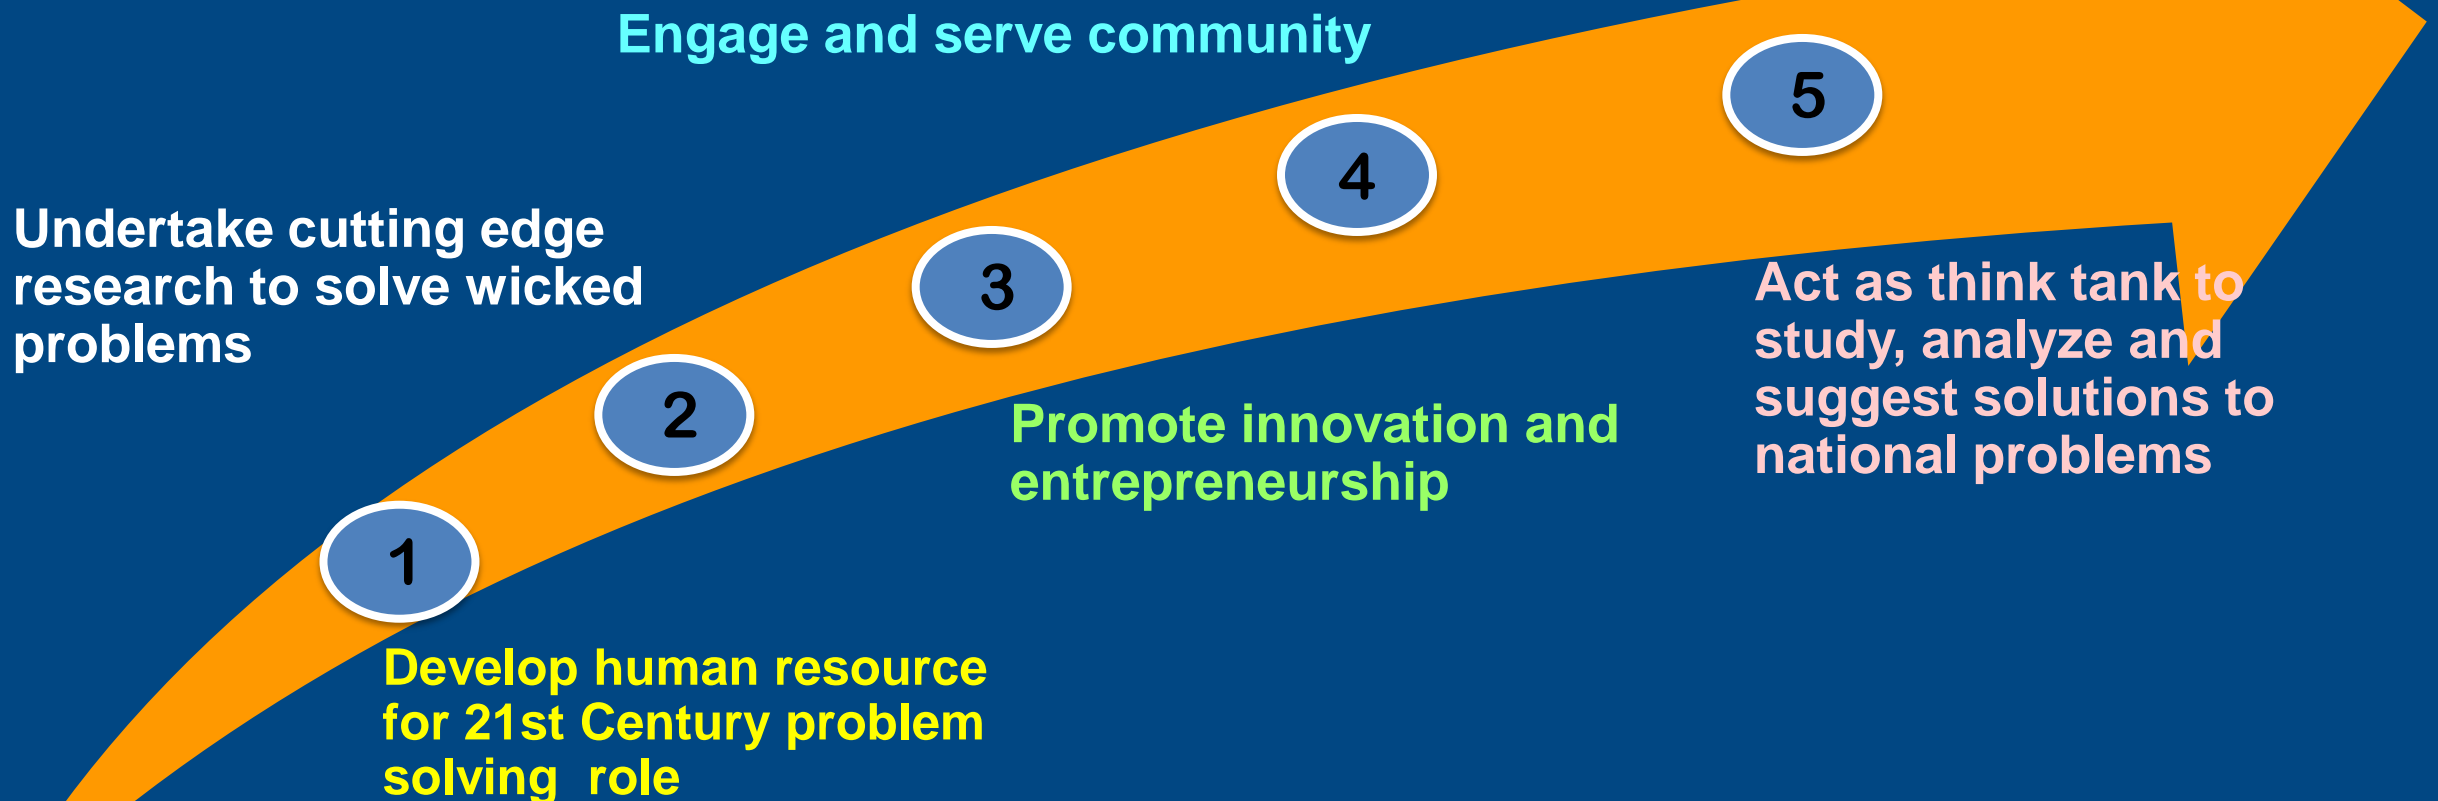 Engage and serve community
5
4
Undertake cutting edge
research to solve wicked
problems
3
Act as think tank to
study, analyze and
suggest solutions to
national problems
2
Promote innovation and
entrepreneurship
1
Develop human resource
for 21st Century problem
solving  role